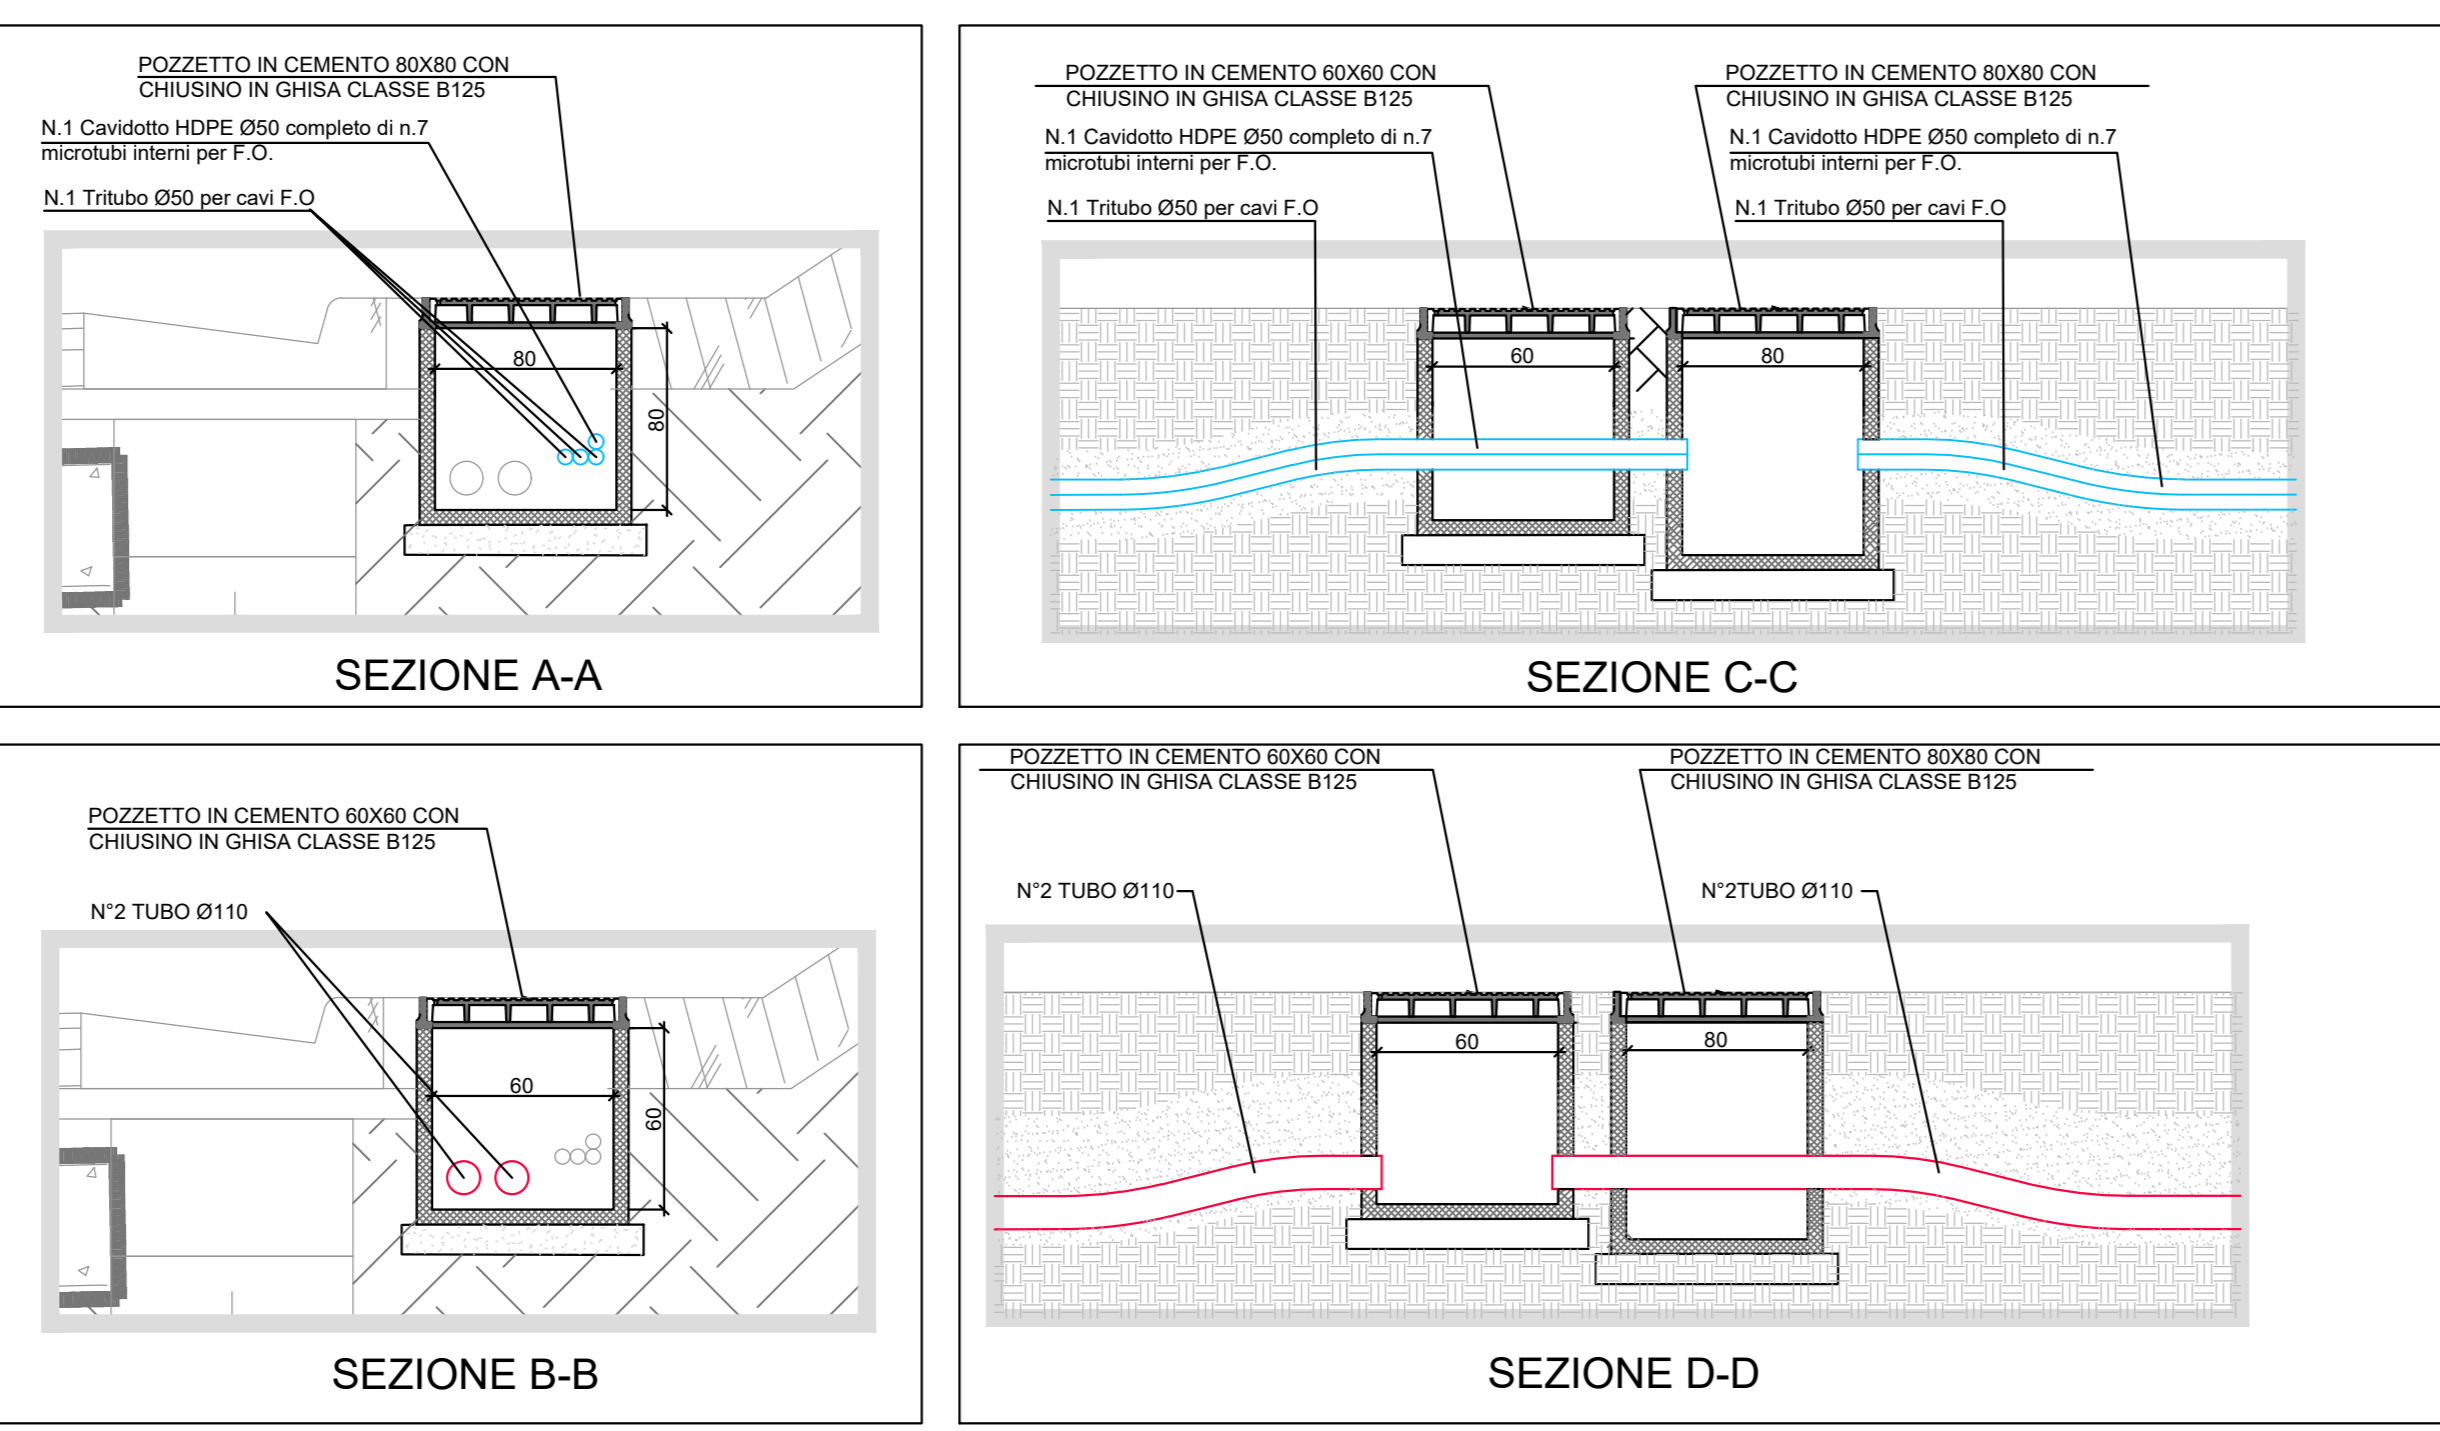 POZZETTO IN CEMENTO 80X80 CON
CHIUSINO IN GHISA CLASSE B125
N.1 Cavidotto HDPE Ø50 completo di n.7
microtubi interni per F.O.
N.1 Tritubo Ø50 per cavi F.O
80
80
SEZIONE A-A
POZZETTO IN CEMENTO 60X60 CON
CHIUSINO IN GHISA CLASSE B125
N.1 Cavidotto HDPE Ø50 completo di n.7
microtubi interni per F.O.
N.1 Tritubo Ø50 per cavi F.O
POZZETTO IN CEMENTO 80X80 CON
CHIUSINO IN GHISA CLASSE B125
N.1 Cavidotto HDPE Ø50 completo di n.7
microtubi interni per F.O.
N.1 Tritubo Ø50 per cavi F.O
60
80
SEZIONE C-C
POZZETTO IN CEMENTO 60X60 CON
CHIUSINO IN GHISA CLASSE B125
N°2 TUBO Ø110
60
60
SEZIONE B-B
POZZETTO IN CEMENTO 60X60 CON
CHIUSINO IN GHISA CLASSE B125
N°2 TUBO Ø110
POZZETTO IN CEMENTO 80X80 CON
CHIUSINO IN GHISA CLASSE B125
N°2TUBO Ø110
60
80
SEZIONE D-D